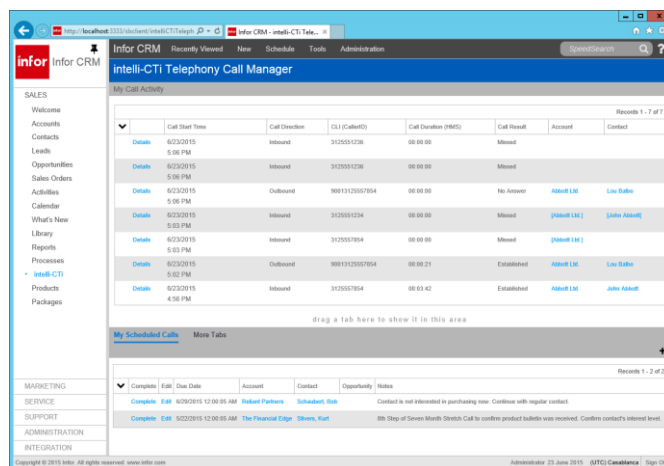 http://localhost:3333/slxclient/intelliCTiTeleph
Infor CRM - intelli-CTi Tele...
infor Infor CRM
Infor CRM Recently Viewed New Schedule Tools Administration
SpeedSearch
intelli-CTi Telephony Call Manager
My Call Activity
SALES
Welcome
Accounts
Contacts
Leads
Opportunities
Sales Orders
Activities
Calendar
What's New
Library
Reports
Processes
intelli-CTi
Products
Packages
MARKETING
SERVICE
SUPPORT
ADMINISTRATION
INTEGRATION
Records 1 - 7 of 7
Call Start Time Call Direction CLI (CallerID) Call Duration (HMS) Call Result Account Contact
Details 6/23/2015 Inbound 3125551236 00:00:00 Missed
5:06 PM
Details 6/23/2015 Inbound 3125551236 00:00:00 Missed
5:06 PM
Details 6/23/2015 Outbound 90013125557854 00:00:00 No Answer Abbott Ltd. Lou Balbo
5:06 PM
Details 6/23/2015 Inbound 3125551234 00:00:00 Missed [Abbott Ltd.] [John Abbott]
5:03 PM
Details 6/23/2015 Inbound 3125557854 00:00:00 Missed [Abbott Ltd.]
5:03 PM
Details 6/23/2015 Outbound 90013125557854 00:00:21 Established Abbott Ltd. Lou Balbo
5:02 PM
Details 6/23/2015 Inbound 3125557854 00:03:42 Established Abbott Ltd. John Abbott
4:56 PM
drag a tab here to show it in this area
My Scheduled Calls More Tabs
Records 1 - 2 of 2
Complete Edit Due Date Account Contact Opportunity Notes
Complete Edit 6/29/2015 12:00:05 AM Reliant Partners Schaubert, Bob Contact is not interested in purchasing now. Continue with regular contact.
Complete Edit 5/22/2015 12:00:05 AM The Financial Edge Stivers, Kurt 8th Step of Seven Month Stretch Call to confirm product bulletin was received. Confirm contact's interest level.
Copyright © 2015 Infor. All rights reserved. www.infor.com
Administrator 23 June 2015 (UTC) Casablanca Sign O